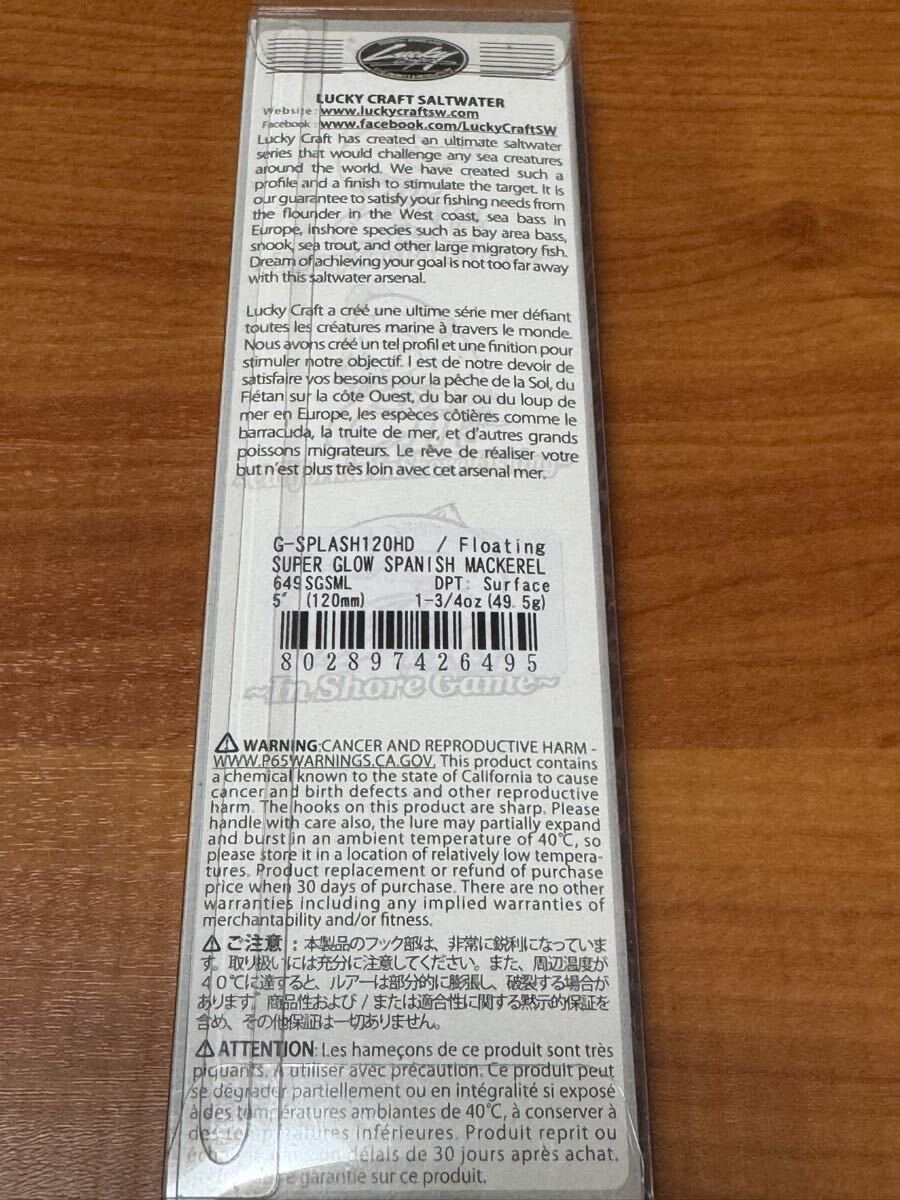 Lucky
LUCKY CRAFT SALTWATER
Website: www.luckycraftsw.com
Facebook: www.facebook.com/LuckyCraftSW
Lucky Craft has created an ultimate saltwater
series that would challenge any sea creatures
around the world. We have created such a
profile and a finish to stimulate the target. It is
our guarantee to satisfy your fishing needs from
the flounder in the West coast, sea bass in
Europe, inshore species such as bay area bass,
snook, sea trout, and other large migratory fish.
Dream of achieving your goal is not too far away
with this saltwater arsenal.
Lucky Craft a créé une ultime série mer défiant
toutes les créatures marine à travers le monde.
Nous avons créé un tel profil et une finition pour
stimuler notre objectif. I est de notre devoir de
satisfaire vos besoins pour la pêche de la Sol, du
Flétan sur la côte Ouest, du bar ou du loup de
mer en Europe, les espèces côtières comme le
barracuda, la truite de mer, et d'autres grands
poissons migrateurs. Le rêve de réaliser votre
but n'est plus très loin avec cet arsenal mer.
G-SPLASH120HD / Floating
SUPER GLOW SPANISH MACKEREL
649SGSML DPT: Surface
5" (120mm) 1-3/4oz (49.5g)
802897426495
~In Shore Game~
⚠ WARNING:CANCER AND REPRODUCTIVE HARM -
WWW.P65WARNINGS.CA.GOV. This product contains
a chemical known to the state of California to cause
cancer and birth defects and other reproductive
harm. The hooks on this product are sharp. Please
handle with care also, the lure may partially expand
and burst in an ambient temperature of 40℃, so
please store it in a location of relatively low tempera-
tures. Product replacement or refund of purchase
price when 30 days of purchase. There are no other
warranties including any implied warranties of
merchantability and/or fitness.
⚠ ご注意：本製品のフック部は、非常に鋭利になっていま
す。取り扱いには充分に注意してください。また、周辺温度が
４０℃に達すると、ルアーは部分的に膨張し、破裂する場合が
あります。商品性および/または適合性に関する黙示的保証を
含め、その他保証は一切ありません。
⚠ ATTENTION: Les hameçons de ce produit sont très
piquants. A utiliser avec précaution. Ce produit peut
se dégrader partiellement ou en intégralité si exposé
à des températures ambiantes de 40℃, à conserver à
des températures inférieures. Produit reprit ou
dans un délais de 30 jours après achat.
garantie sur ce produit.